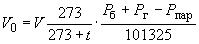 V₀ = V 273 / (273 + t) · (Pб + Pг − Pпар) / 101325